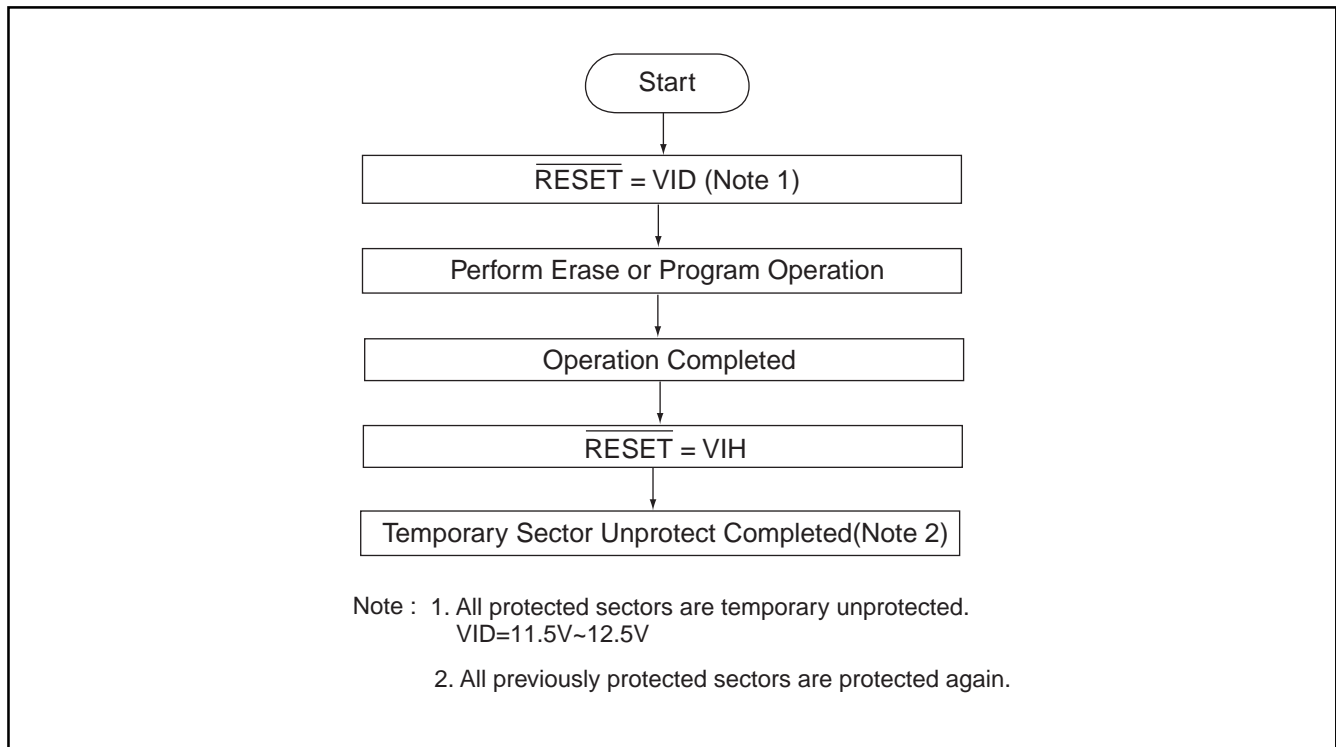 Start
RESET = VID (Note 1)
Perform Erase or Program Operation
Operation Completed
RESET = VIH
Temporary Sector Unprotect Completed(Note 2)
Note : 1. All protected sectors are temporary unprotected.
VID=11.5V~12.5V
2. All previously protected sectors are protected again.